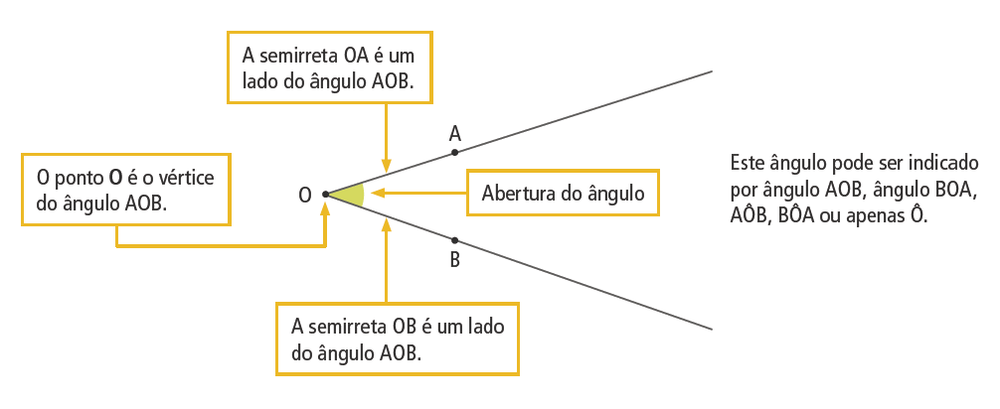 A semirreta OA é um
lado do ângulo AOB.
A
O ponto O é o vértice
do ângulo AOB.
O
Abertura do ângulo
Este ângulo pode ser indicado
por ângulo AOB, ângulo BOA,
AÔB, BÔA ou apenas Ô.
B
A semirreta OB é um lado
do ângulo AOB.